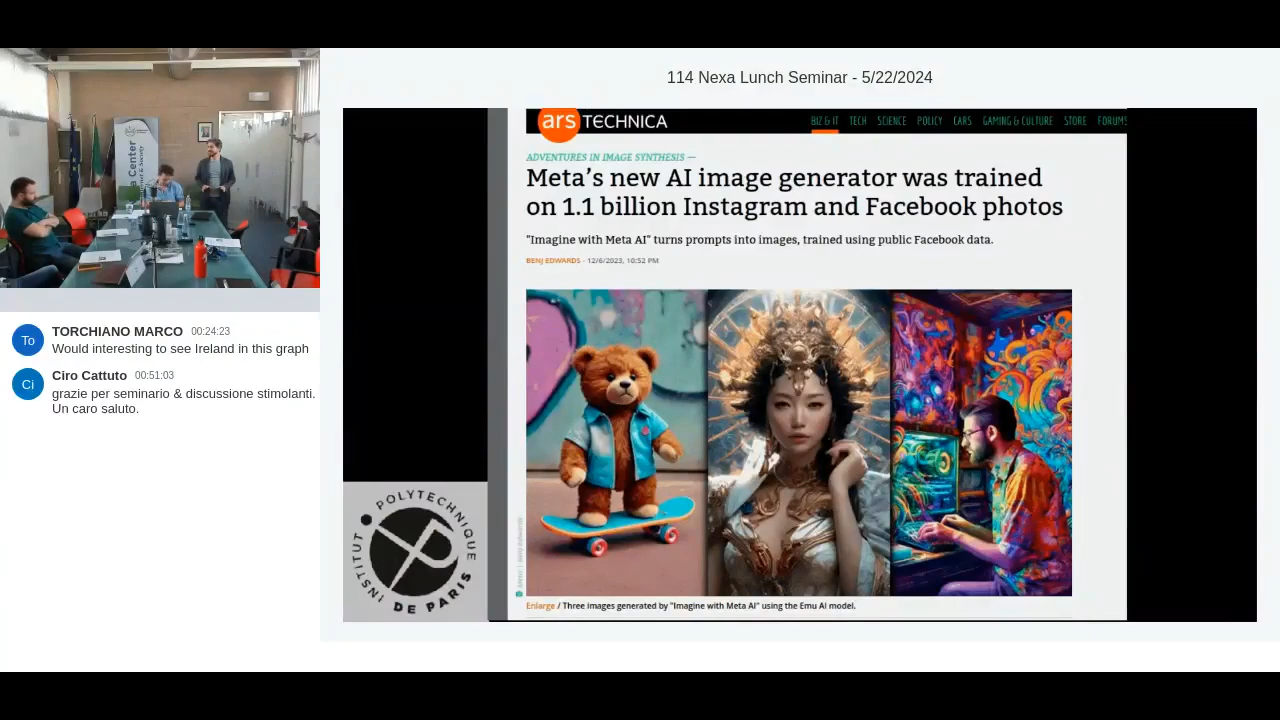 114 Nexa Lunch Seminar - 5/22/2024
ars TECHNICA
BIZ & IT TECH SCIENCE POLICY CARS GAMING & CULTURE STORE FORUMS
ADVENTURES IN IMAGE SYNTHESIS —
Meta’s new AI image generator was trained
on 1.1 billion Instagram and Facebook photos
"Imagine with Meta AI" turns prompts into images, trained using public Facebook data.
BENJ EDWARDS - 12/6/2023, 10:52 PM
Enlarge / Three images generated by "Imagine with Meta AI" using the Emu AI model.
INSTITUT POLYTECHNIQUE
DE PARIS
a Center
To
TORCHIANO MARCO 00:24:23
Would interesting to see Ireland in this graph
Ci
Ciro Cattuto 00:51:03
grazie per seminario & discussione stimolanti.
Un caro saluto.